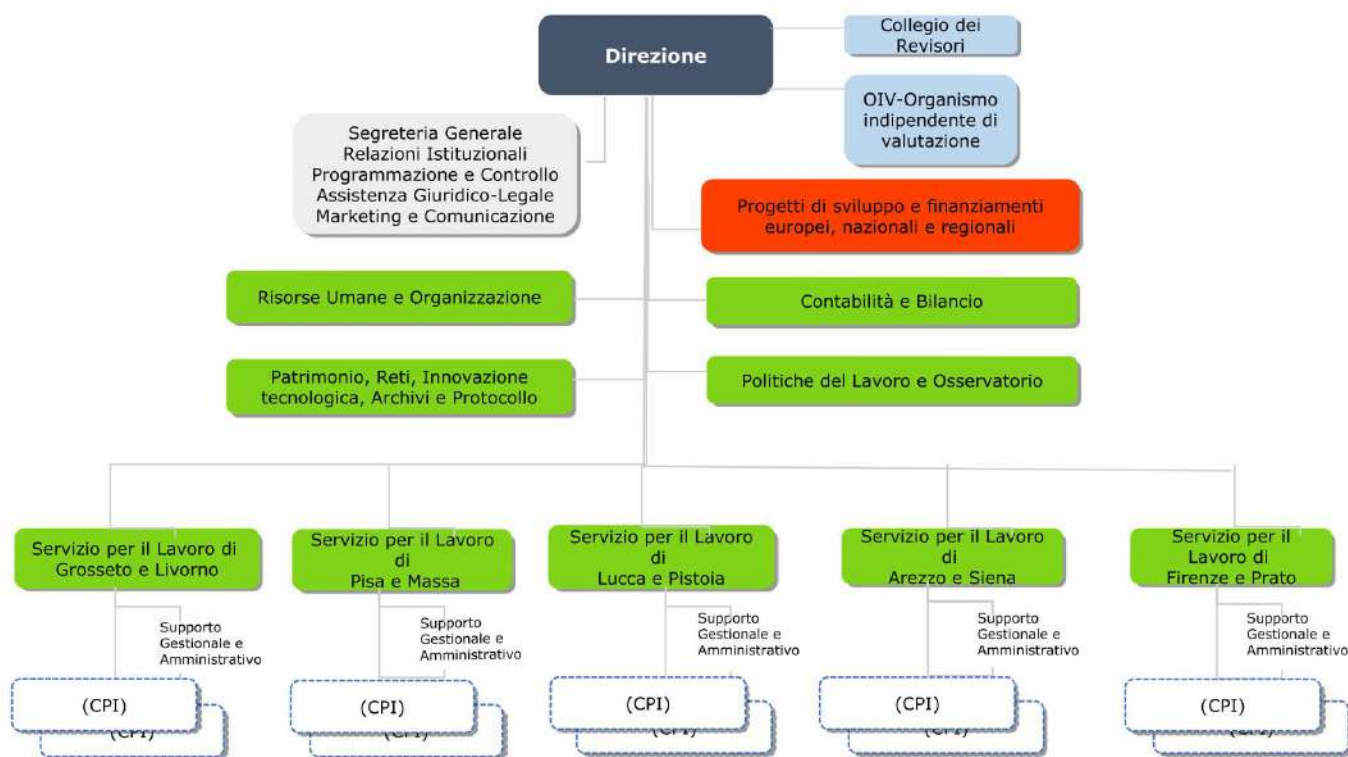 Direzione
Collegio dei
Revisori
OIV-Organismo
indipendente di
valutazione
Segreteria Generale
Relazioni Istituzionali
Programmazione e Controllo
Assistenza Giuridico-Legale
Marketing e Comunicazione
Progetti di sviluppo e finanziamenti
europei, nazionali e regionali
Risorse Umane e Organizzazione
Contabilità e Bilancio
Patrimonio, Reti, Innovazione
tecnologica, Archivi e Protocollo
Politiche del Lavoro e Osservatorio
Servizio per il Lavoro di
Grosseto e Livorno
Servizio per il Lavoro
di
Pisa e Massa
Servizio per il Lavoro
di
Lucca e Pistoia
Servizio per il Lavoro
di
Arezzo e Siena
Servizio per il
Lavoro di
Firenze e Prato
Supporto
Gestionale e
Amministrativo
Supporto
Gestionale e
Amministrativo
Supporto
Gestionale e
Amministrativo
Supporto
Gestionale e
Amministrativo
Supporto
Gestionale e
Amministrativo
(CPI)
(CPI)
(CPI)
(CPI)
(CPI)
(CPI)
(CPI)
(CPI)
(CPI)
(CPI)